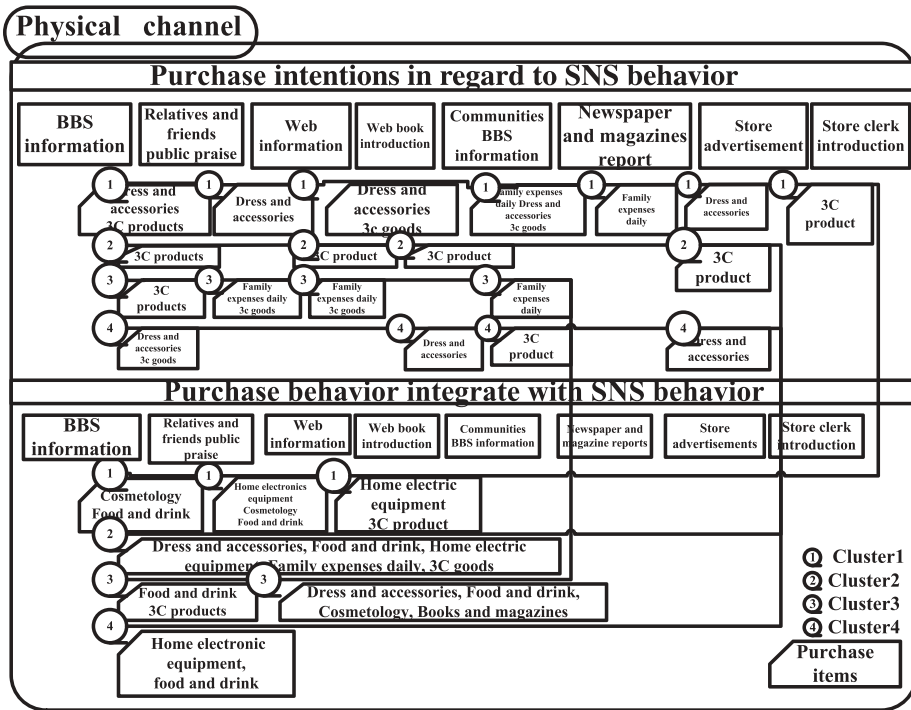 Physical channel
Purchase intentions in regard to SNS behavior
BBS
information
Relatives and
friends
public praise
Web
information
Web book
introduction
Communities
BBS
information
Newspaper
and magazines
report
Store
advertisement
Store clerk
introduction
1
Dress and
accessories
3C products
1
Dress and
accessories
1
Dress and
accessories
3c goods
1
Family expenses
daily Dress and
accessories
3c goods
1
Family
expenses
daily
1
Dress and
accessories
1
3C
product
2
3C products
2
3C product
2
3C product
2
3C
product
3
3C
products
3
Family
expenses daily
3c goods
3
Family
expenses daily
3c goods
3
Family
expenses
daily
4
Dress and
accessories
3c goods
4
Dress and
accessories
4
3C
product
4
Dress and
accessories
Purchase behavior integrate with SNS behavior
BBS
information
Relatives and
friends public
praise
Web
information
Web book
introduction
Communities
BBS information
Newspaper and
magazine reports
Store
advertisements
Store clerk
introduction
1
Cosmetology
Food and drink
1
Home electronics
equipment
Cosmetology
Food and drink
1
Home electric
equipment
3C product
2
Dress and accessories, Food and drink, Home electric
equipment, Family expenses daily, 3C goods
3
Food and drink
3C products
3
Dress and accessories, Food and drink,
Cosmetology, Books and magazines
4
Home electronic
equipment,
food and drink
1 Cluster1
2 Cluster2
3 Cluster3
4 Cluster4
Purchase
items